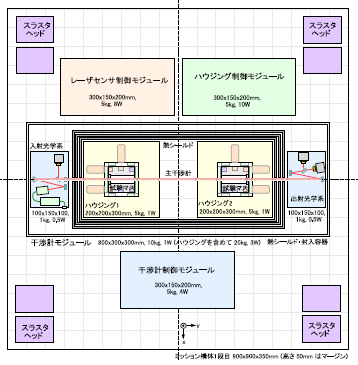 スラスタ
ヘッド
スラスタ
ヘッド
レーザセンサ制御モジュール
300x150x200mm,
5kg, 8W
ハウジング制御モジュール
300x150x200mm,
5kg, 10W
入射光学系
熱シールド
主干渉計
試験マス
試験マス
ハウジング1
200x200x300mm, 5kg, 1W
ハウジング2
200x200x300mm, 5kg, 1W
100x150x100,
1kg, 0.5W
出射光学系
100x150x100,
1kg, 0.5W
干渉計モジュール 800x300x300mm, 10kg, 1W (ハウジングを含めて 20kg, 3W) 熱シールド・封入容器
干渉計制御モジュール
300x150x200mm,
5kg, 4W
スラスタ
ヘッド
スラスタ
ヘッド
y
x
ミッション機体1段目 900x900x350mm (高さ 50mm はマージン)